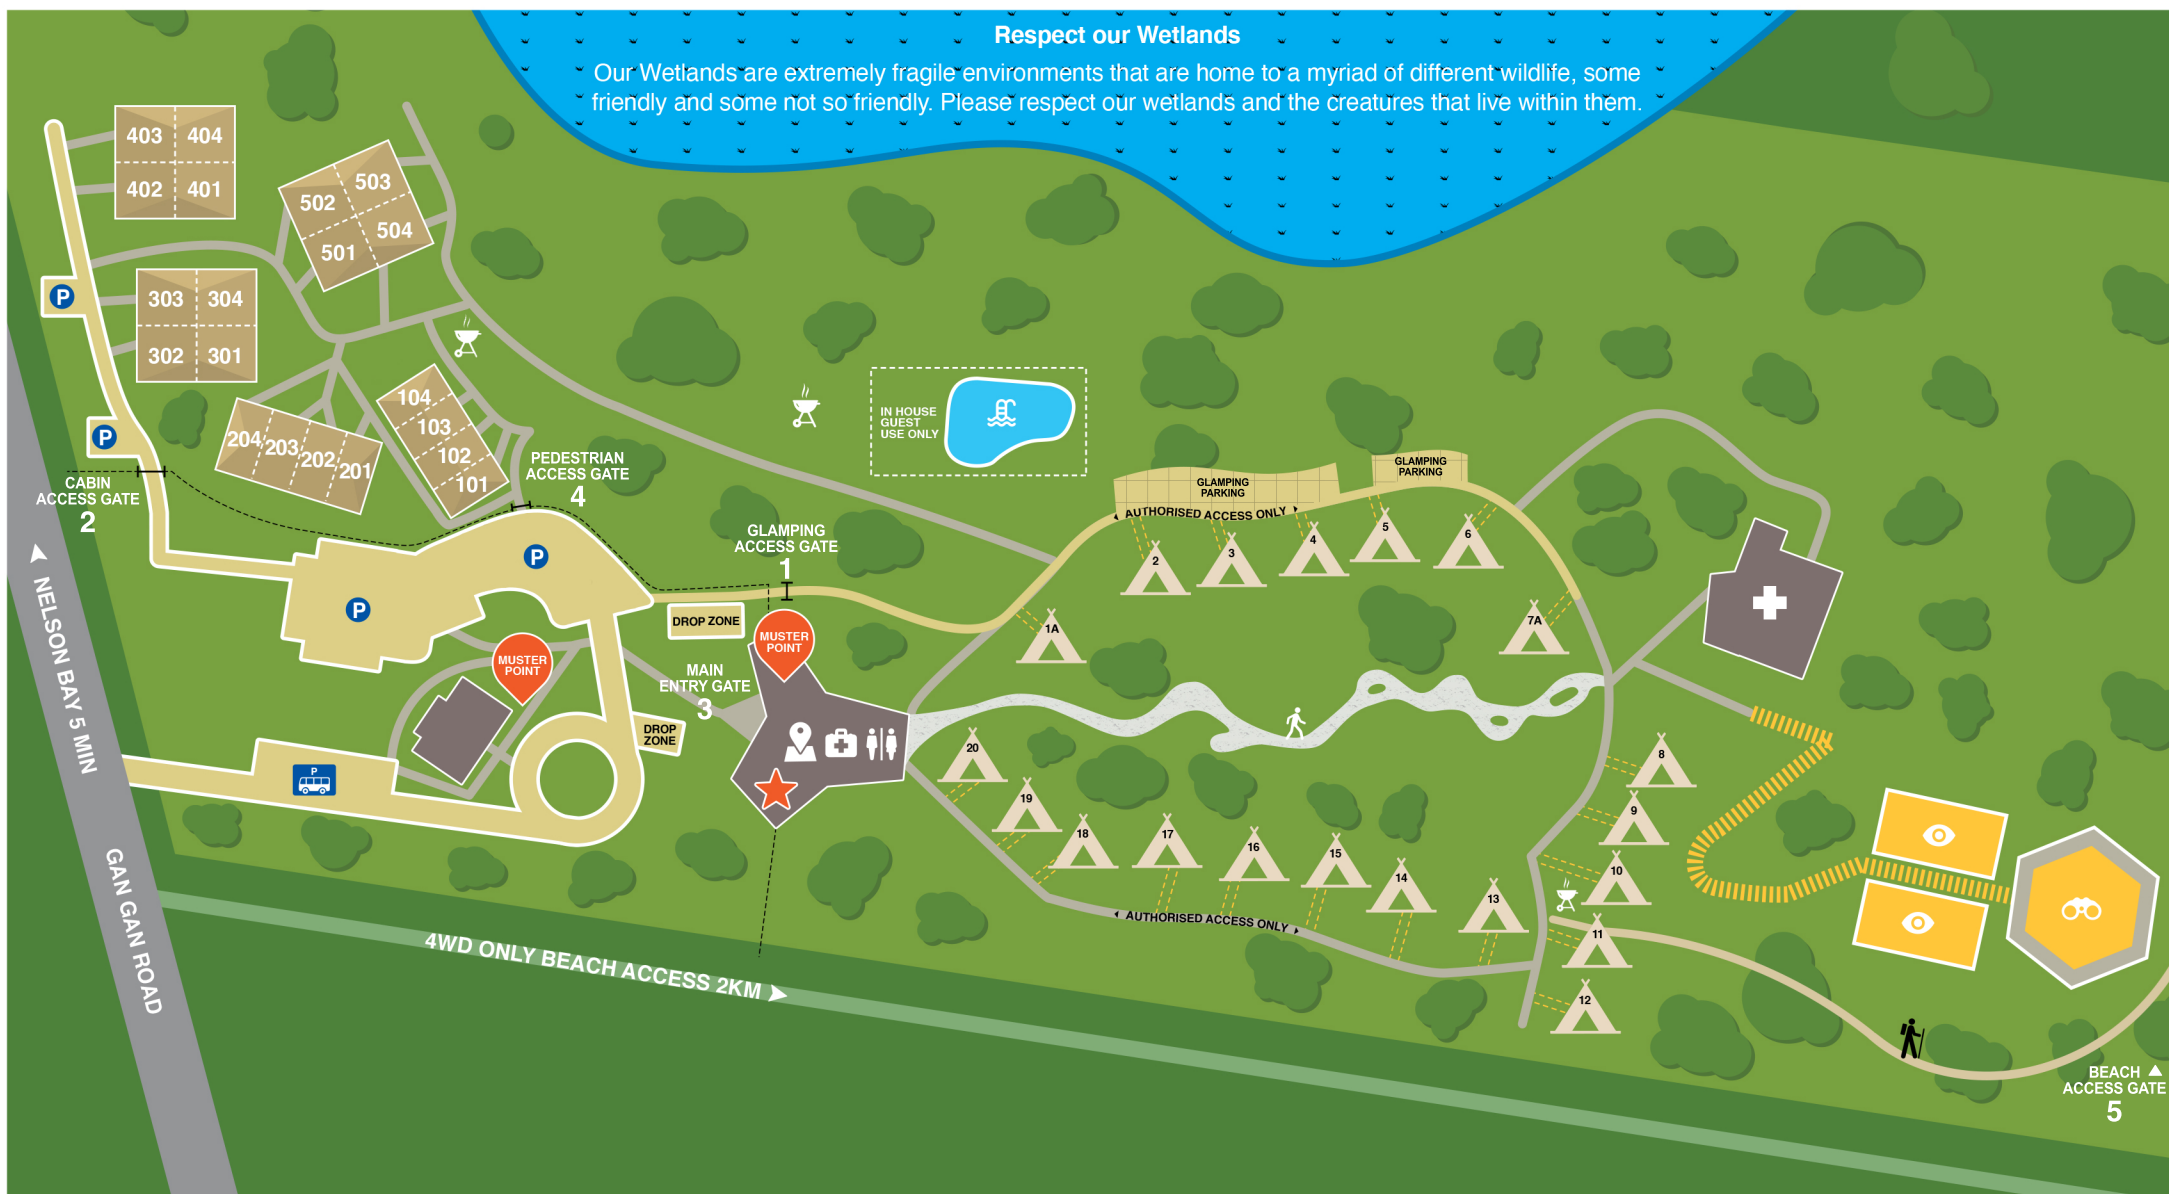 Respect our Wetlands
Our Wetlands are extremely fragile environments that are home to a myriad of different wildlife, some
friendly and some not so friendly. Please respect our wetlands and the creatures that live within them.
403 404
402 401
503
502
504
501
P
303 304
302 301
104
103
102
101
204
203
202
201
P
CABIN
ACCESS GATE
2
PEDESTRIAN
ACCESS GATE
4
IN HOUSE
GUEST
USE ONLY
GLAMPING
PARKING
GLAMPING
PARKING
AUTHORISED ACCESS ONLY
GLAMPING
ACCESS GATE
1
P
P
DROP ZONE
MUSTER
POINT
MUSTER
POINT
MAIN
ENTRY GATE
3
DROP
ZONE
P
1A
2
3
4
5
6
7A
8
9
10
11
12
13
14
15
16
17
18
19
20
AUTHORISED ACCESS ONLY
NELSON BAY 5 MIN
GAN GAN ROAD
4WD ONLY BEACH ACCESS 2KM
BEACH
ACCESS GATE
5